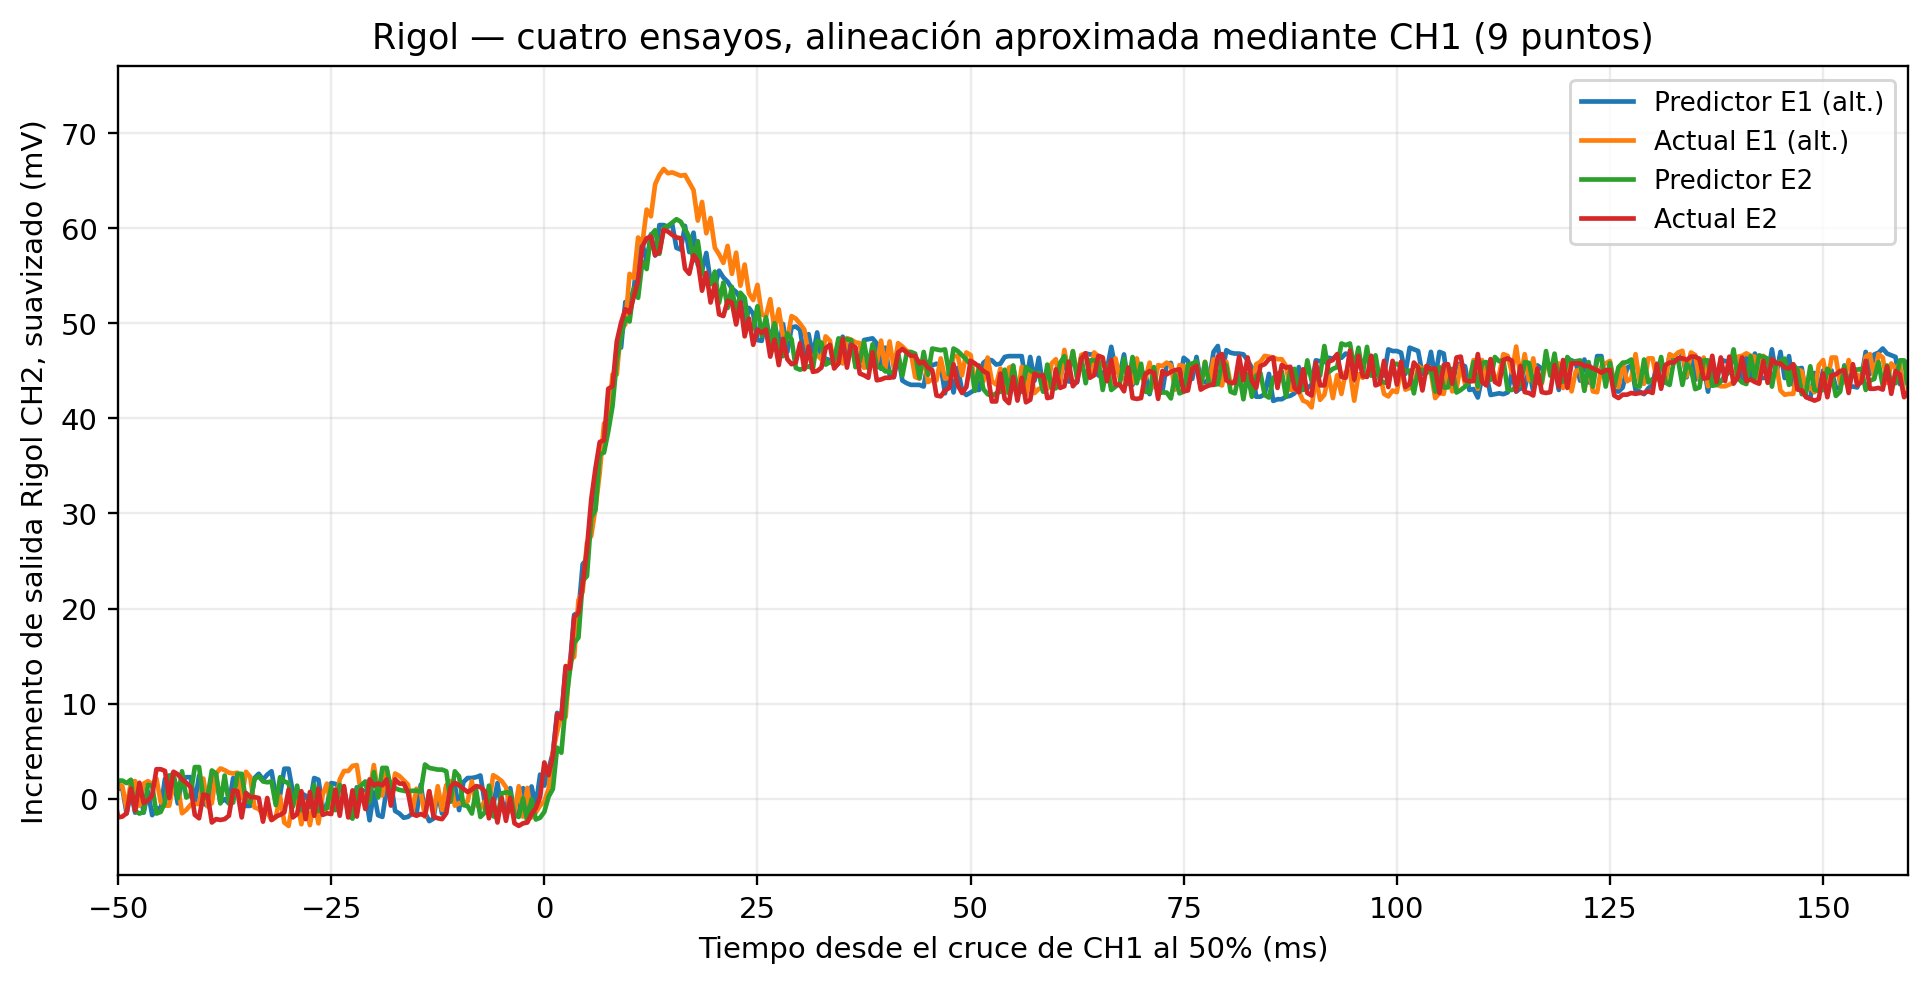 Rigol — cuatro ensayos, alineación aproximada mediante CH1 (9 puntos)
Incremento de salida Rigol CH2, suavizado (mV)
70
60
50
40
30
20
10
0
Predictor E1 (alt.)
Actual E1 (alt.)
Predictor E2
Actual E2
−50
−25
0
25
50
75
100
125
150
Tiempo desde el cruce de CH1 al 50% (ms)